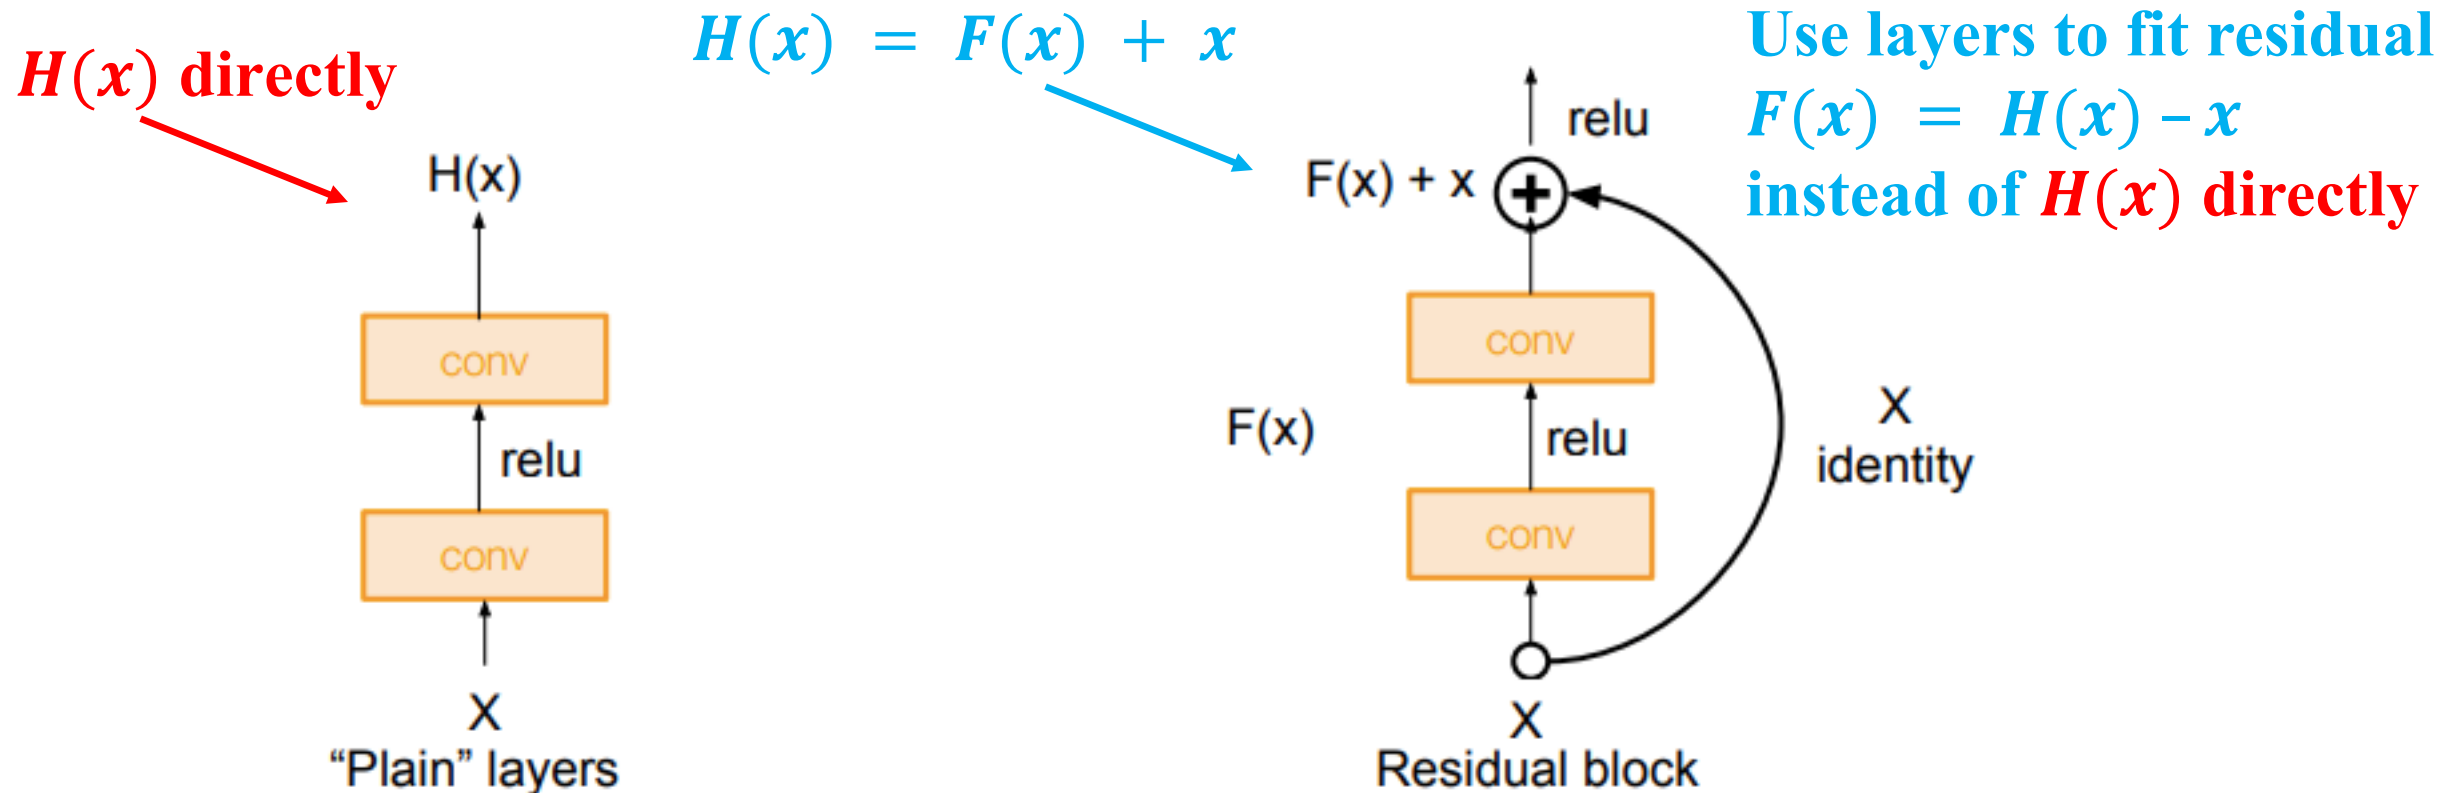 H(x) directly
H(x)
conv
relu
conv
X
“Plain” layers
H(x) = F(x) + x
relu
F(x) + x
conv
F(x)
relu
X
identity
conv
X
Residual block
Use layers to fit residual
F(x) = H(x) – x
instead of H(x) directly